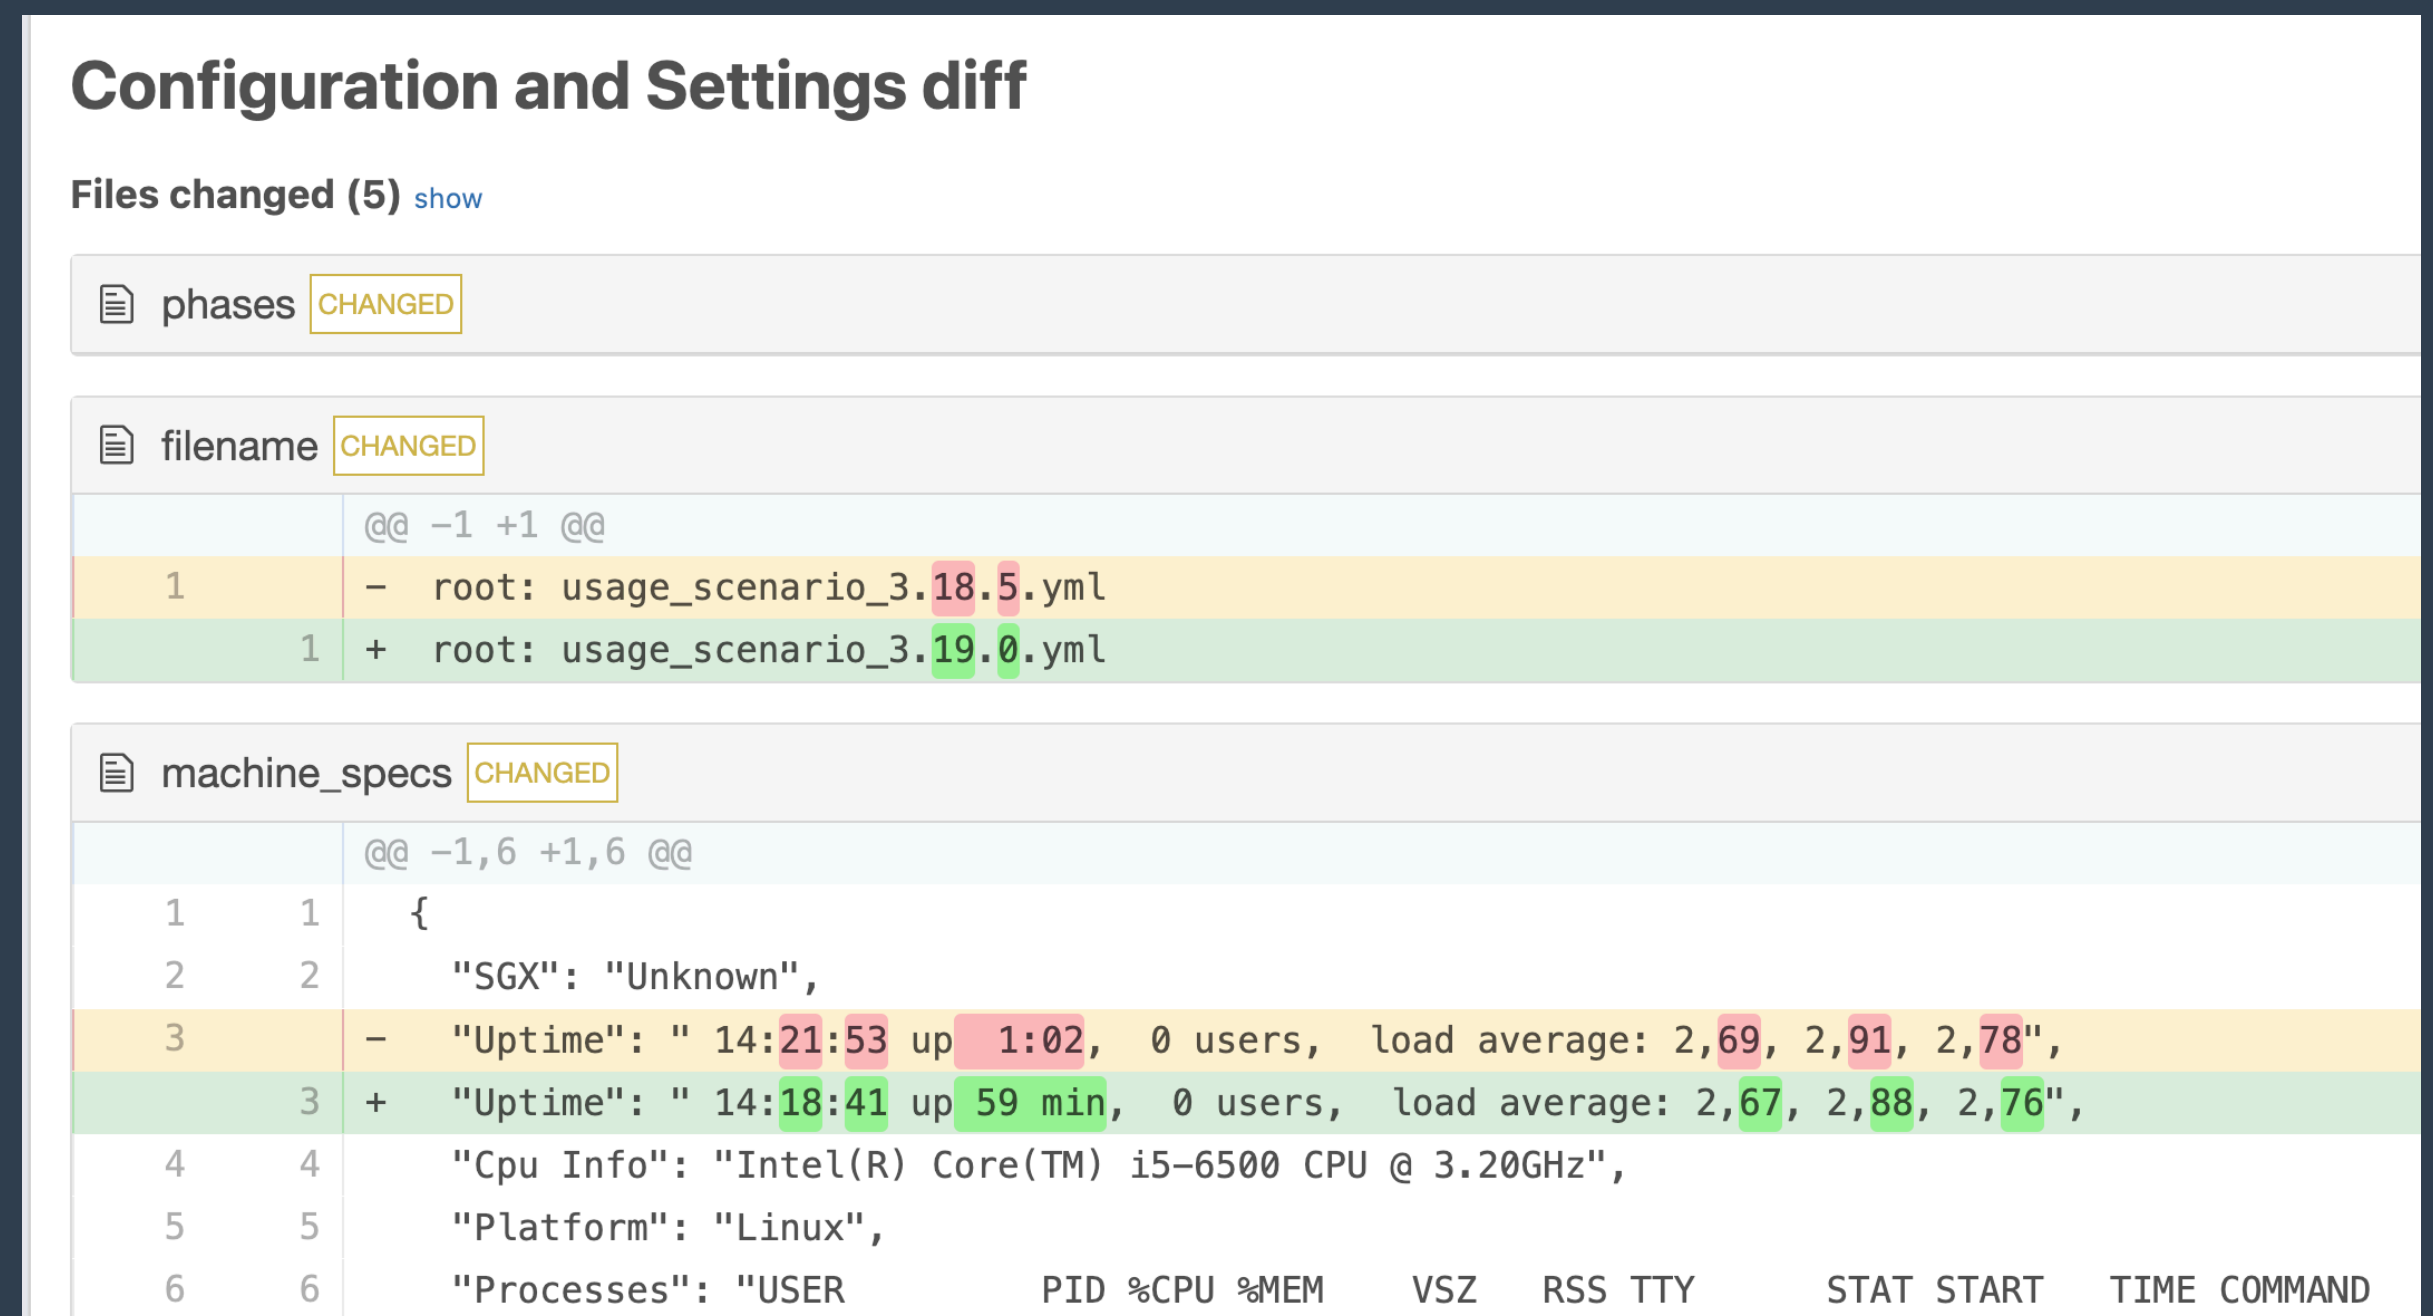 Configuration and Settings diff
Files changed (5) show
phases CHANGED
filename CHANGED
@@ -1 +1 @@
1 - root: usage_scenario_3.18.5.yml
1 + root: usage_scenario_3.19.0.yml
machine_specs CHANGED
@@ -1,6 +1,6 @@
1 1 {
2 2 "SGX": "Unknown",
3 - "Uptime": " 14:21:53 up  1:02,  0 users,  load average: 2,69, 2,91, 2,78",
3 + "Uptime": " 14:18:41 up 59 min,  0 users,  load average: 2,67, 2,88, 2,76",
4 4 "Cpu Info": "Intel(R) Core(TM) i5-6500 CPU @ 3.20GHz",
5 5 "Platform": "Linux",
6 6 "Processes": "USER         PID %CPU %MEM    VSZ   RSS TTY      STAT START   TIME COMMAND